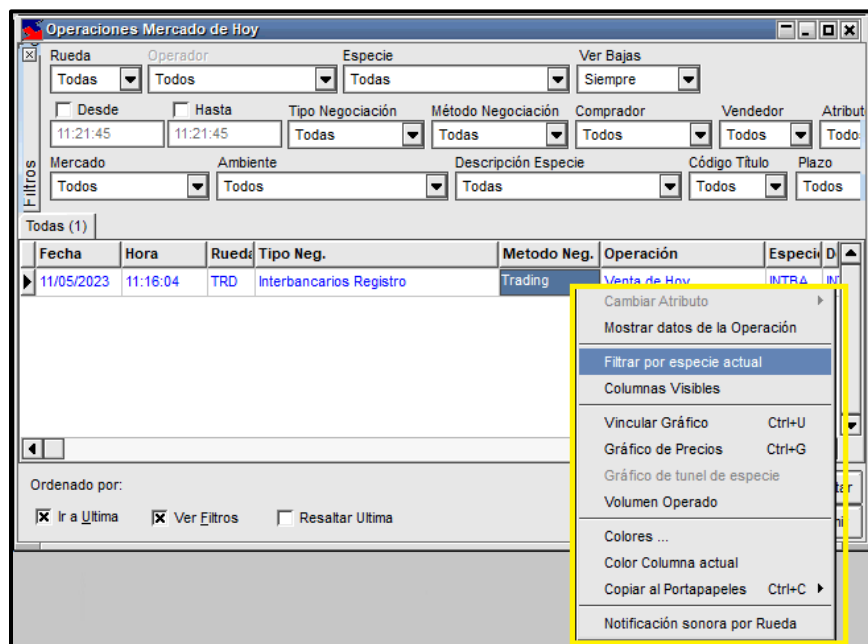 Operaciones Mercado de Hoy
Rueda Operador Especie Ver Bajas
Todas Todos Todas Siempre
Desde Hasta Tipo Negociación Método Negociación Comprador Vendedor Atribut
11:21:45 11:21:45 Todas Todas Todos Todos Todo
Filtros
Mercado Ambiente Descripción Especie Código Título Plazo
Todos Todos Todas Todos Todos
Todas (1)
Fecha Hora Rueda Tipo Neg. Metodo Neg. Operación Especi D
11/05/2023 11:16:04 TRD Interbancarios Registro Trading Venta de Hoy INTBA INT
Cambiar Atributo
Mostrar datos de la Operación
Filtrar por especie actual
Columnas Visibles
Vincular Gráfico Ctrl+U
Gráfico de Precios Ctrl+G
Gráfico de tunel de especie
Volumen Operado
Colores ...
Color Columna actual
Copiar al Portapapeles Ctrl+C
Notificación sonora por Rueda
Ordenado por:
Ir a Ultima Ver Filtros Resaltar Ultima